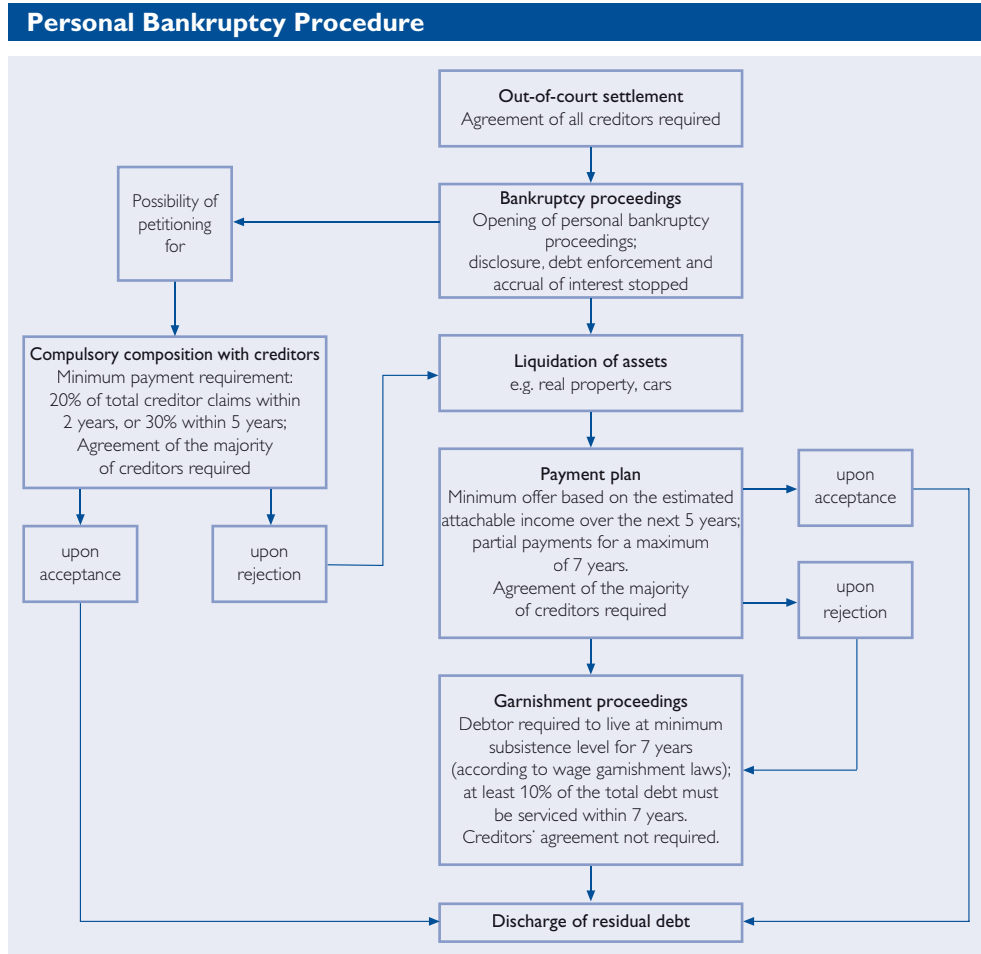 Personal Bankruptcy Procedure
Out-of-court settlement
Agreement of all creditors required
Possibility of
petitioning
for
Bankruptcy proceedings
Opening of personal bankruptcy
proceedings;
disclosure, debt enforcement and
accrual of interest stopped
Compulsory composition with creditors
Minimum payment requirement:
20% of total creditor claims within
2 years, or 30% within 5 years;
Agreement of the majority
of creditors required
Liquidation of assets
e.g. real property, cars
upon
acceptance
upon
rejection
Payment plan
Minimum offer based on the estimated
attachable income over the next 5 years;
partial payments for a maximum
of 7 years.
Agreement of the majority
of creditors required
upon
acceptance
upon
rejection
Garnishment proceedings
Debtor required to live at minimum
subsistence level for 7 years
(according to wage garnishment laws);
at least 10% of the total debt must
be serviced within 7 years.
Creditors’ agreement not required.
Discharge of residual debt